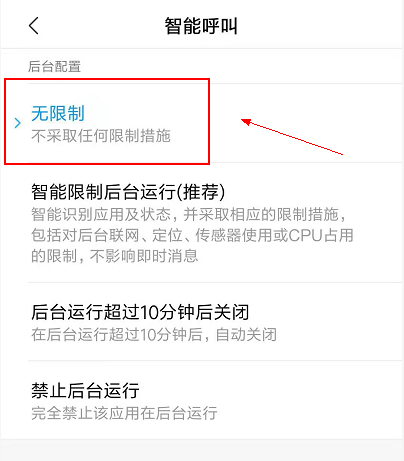 智能呼叫
后台配置
无限制
不采取任何限制措施
智能限制后台运行(推荐)
智能识别应用及状态，并采取相应的限制措施，
包括对后台联网、定位、传感器使用或CPU占用
的限制，不影响即时消息
后台运行超过10分钟后关闭
在后台运行超过10分钟后，自动关闭
禁止后台运行
完全禁止该应用在后台运行